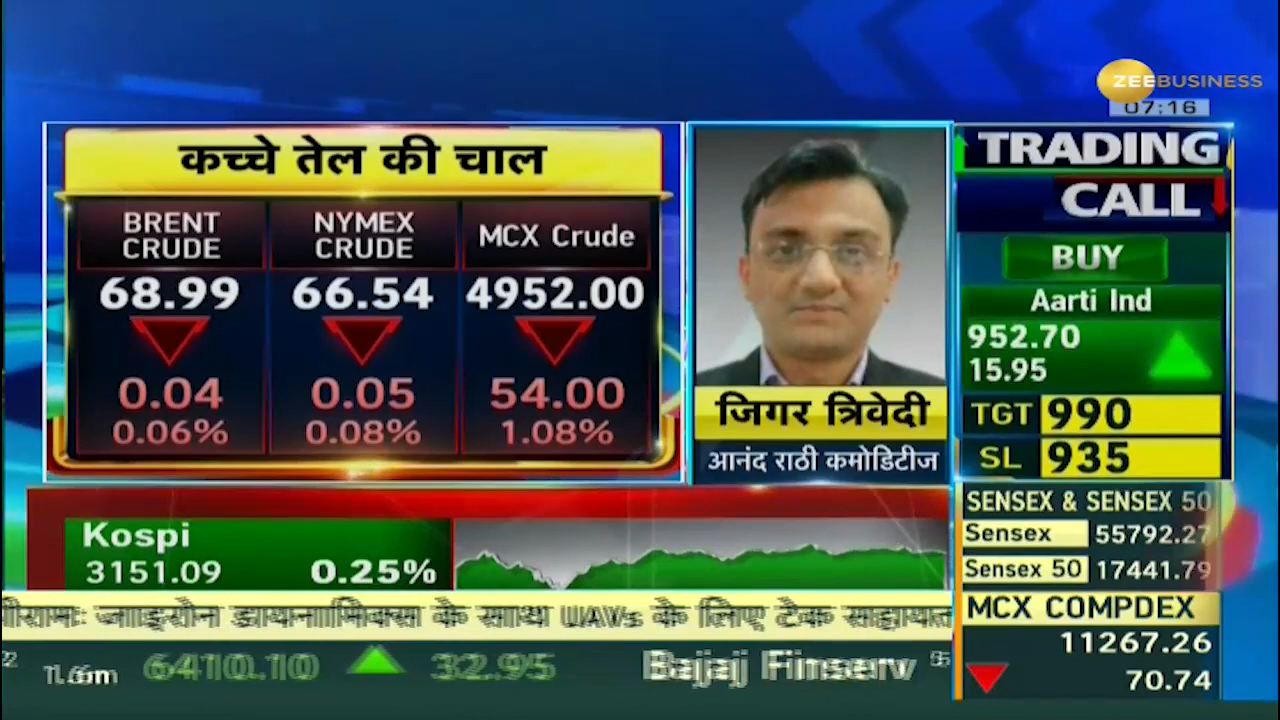 ZEEBUSINESS
07:16
कच्चे तेल की चाल
BRENT CRUDE
68.99
0.04
0.06%
NYMEX CRUDE
66.54
0.05
0.08%
MCX Crude
4952.00
54.00
1.08%
जिगर त्रिवेदी
आनंद राठी कमोडिटीज
TRADING
CALL
BUY
Aarti Ind
952.70
15.95
TGT 990
SL 935
SENSEX & SENSEX 50
Sensex 55792.27
Sensex 50 17441.79
MCX COMPDEX
11267.26
70.74
Kospi
3151.09 0.25%
डायनामिक्स के साथ UAVs के लिए टेक
6410.10 32.95 Bajaj Finserv